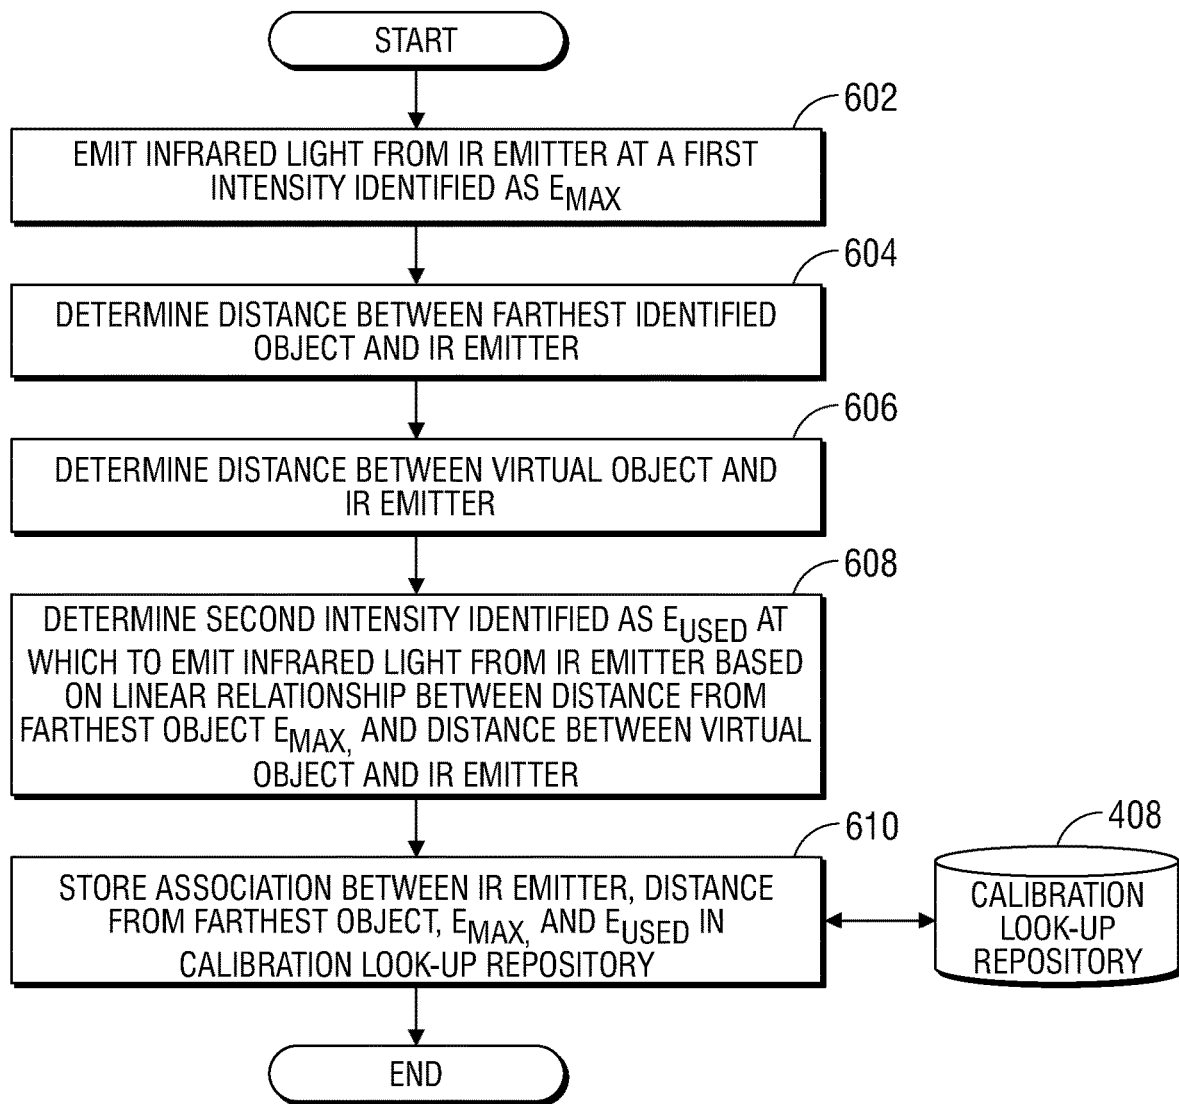 START
602
EMIT INFRARED LIGHT FROM IR EMITTER AT A FIRST
INTENSITY IDENTIFIED AS EMAX
604
DETERMINE DISTANCE BETWEEN FARTHEST IDENTIFIED
OBJECT AND IR EMITTER
606
DETERMINE DISTANCE BETWEEN VIRTUAL OBJECT AND
IR EMITTER
608
DETERMINE SECOND INTENSITY IDENTIFIED AS EUSED AT
WHICH TO EMIT INFRARED LIGHT FROM IR EMITTER BASED
ON LINEAR RELATIONSHIP BETWEEN DISTANCE FROM
FARTHEST OBJECT EMAX, AND DISTANCE BETWEEN VIRTUAL
OBJECT AND IR EMITTER
610
STORE ASSOCIATION BETWEEN IR EMITTER, DISTANCE
FROM FARTHEST OBJECT, EMAX, AND EUSED IN
CALIBRATION LOOK-UP REPOSITORY
408
CALIBRATION
LOOK-UP
REPOSITORY
END